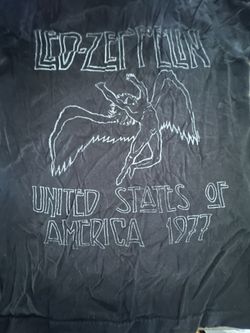 LED-ZEPPELIN
UNITED STATES OF
AMERICA 1977